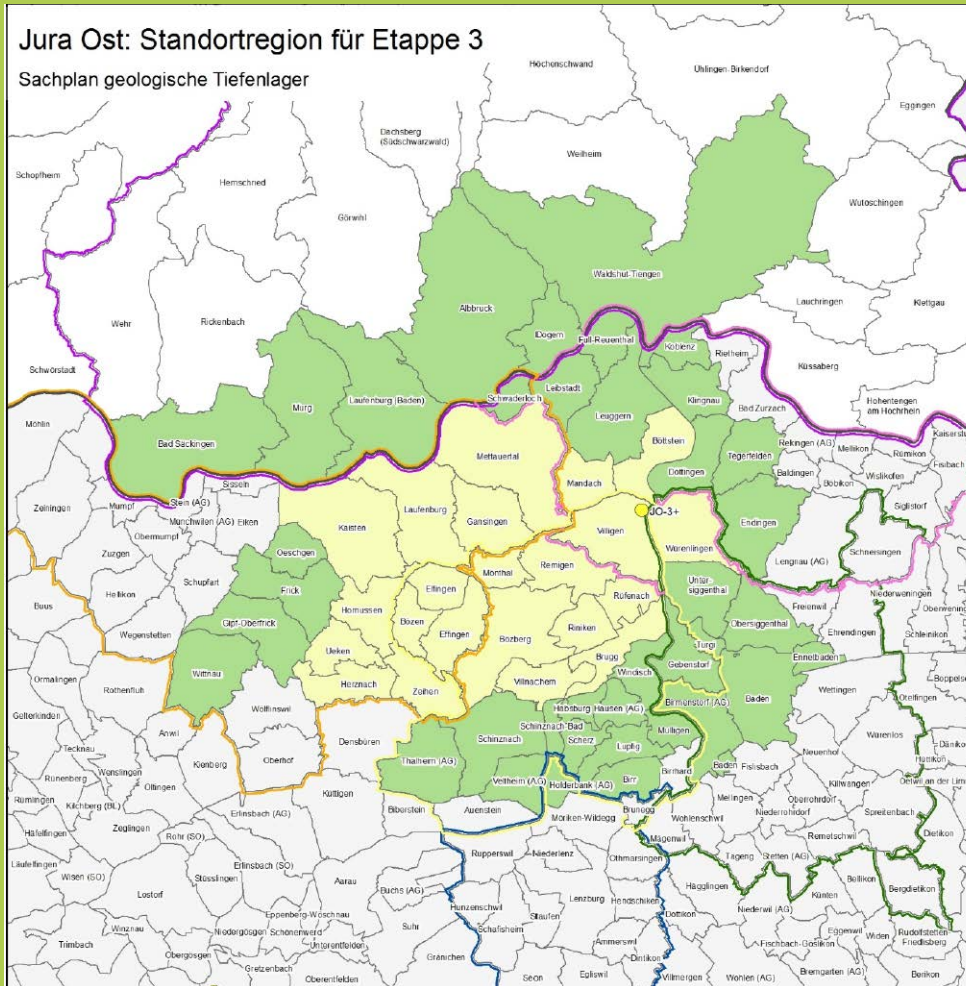 Jura Ost: Standortregion für Etappe 3
Sachplan geologische Tiefenlager
Höchenschwand
Ühlingen-Birkendorf
Eggingen
Dachsberg
(Südschwarzwald)
Schopfheim
Herrischried
Weilheim
Görwihl
Wutöschingen
Waldshut-Tiengen
Wehr
Rickenbach
Albbruck
Lauchringen
Klettgau
Dogern
Full-Reuenthal
Koblenz
Rietheim
Küssaberg
Schwörstadt
Murg
Laufenburg (Baden)
Schwaderloch
Leibstadt
Klingnau
Bad Zurzach
Hohentengen
am Hochrhein
Möhlin
Bad Säckingen
Leuggern
Böttstein
Mettauertal
Tegerfelden
Rekingen (AG)
Mellikon
Rümikon
Wislikofen
Fisibach
Baldingen
Böbikon
Siglistorf
Mandach
Döttingen
Zeiningen
Mumpf
Stein (AG)
Sisseln
Münchwilen (AG)
Eiken
Obermumpf
Kaisten
Laufenburg
Gansingen
JO-3+
Villigen
Würenlingen
Endingen
Lengnau (AG)
Schneisingen
Zuzgen
Hellikon
Schupfart
Oeschgen
Frick
Mönthal
Remigen
Rüfenach
Unter
siggenthal
Niederweningen
Buus
Wegenstetten
Gipf-Oberfrick
Hornussen
Elfingen
Bözen
Effingen
Bözberg
Riniken
Freienwil
Obersiggenthal
Ehrendingen
Schleinikon
Ormalingen
Rothenfluh
Wittnau
Ueken
Herznach
Zeihen
Villnachern
Brugg
Windisch
Turgi
Gebenstorf
Ennetbaden
Gelterkinden
Wölflinswil
Densbüren
Habsburg
Hausen (AG)
Birmenstorf (AG)
Baden
Wettingen
Otelfingen
Anwil
Kienberg
Oberhof
Schinznach-Bad
Schinznach
Scherz
Lupfig
Mülligen
Tecknau
Wenslingen
Oltingen
Rünenberg
Thalheim (AG)
Veltheim (AG)
Holderbank (AG)
Birr
Birrhard
Baden
Fislisbach
Neuenhof
Würenlos
Rümlingen
Kilchberg (BL)
Zeglingen
Küttigen
Erlinsbach (AG)
Biberstein
Auenstein
Möriken-Wildegg
Brunegg
Wohlenschwil
Mellingen
Niederrohrdorf
Oberrohrdorf
Killwangen
Spreitenbach
Häfelfingen
Rohr (SO)
Mägenwil
Remetschwil
Dietikon
Läufelfingen
Wisen (SO)
Erlinsbach (SO)
Stüsslingen
Rupperswil
Niederlenz
Othmarsingen
Tägerig
Stetten (AG)
Bellikon
Lostorf
Aarau
Buchs (AG)
Hunzenschwil
Lenzburg
Hendschiken
Hägglingen
Künten
Bergdietikon
Eppenberg-Wöschnau
Niedergösgen
Schönenwerd
Staufen
Schafisheim
Suhr
Dottikon
Niederwil (AG)
Eggenwil
Widen
Rudolfstetten
Friedlisberg
Trimbach
Winznau
Obergösgen
Unterentfelden
Gretzenbach
Oberentfelden
Gränichen
Ammerswil
Dintikon
Seon
Egliswil
Villmergen
Wohlen (AG)
Fischbach-Göslikon
Bremgarten (AG)
Berikon